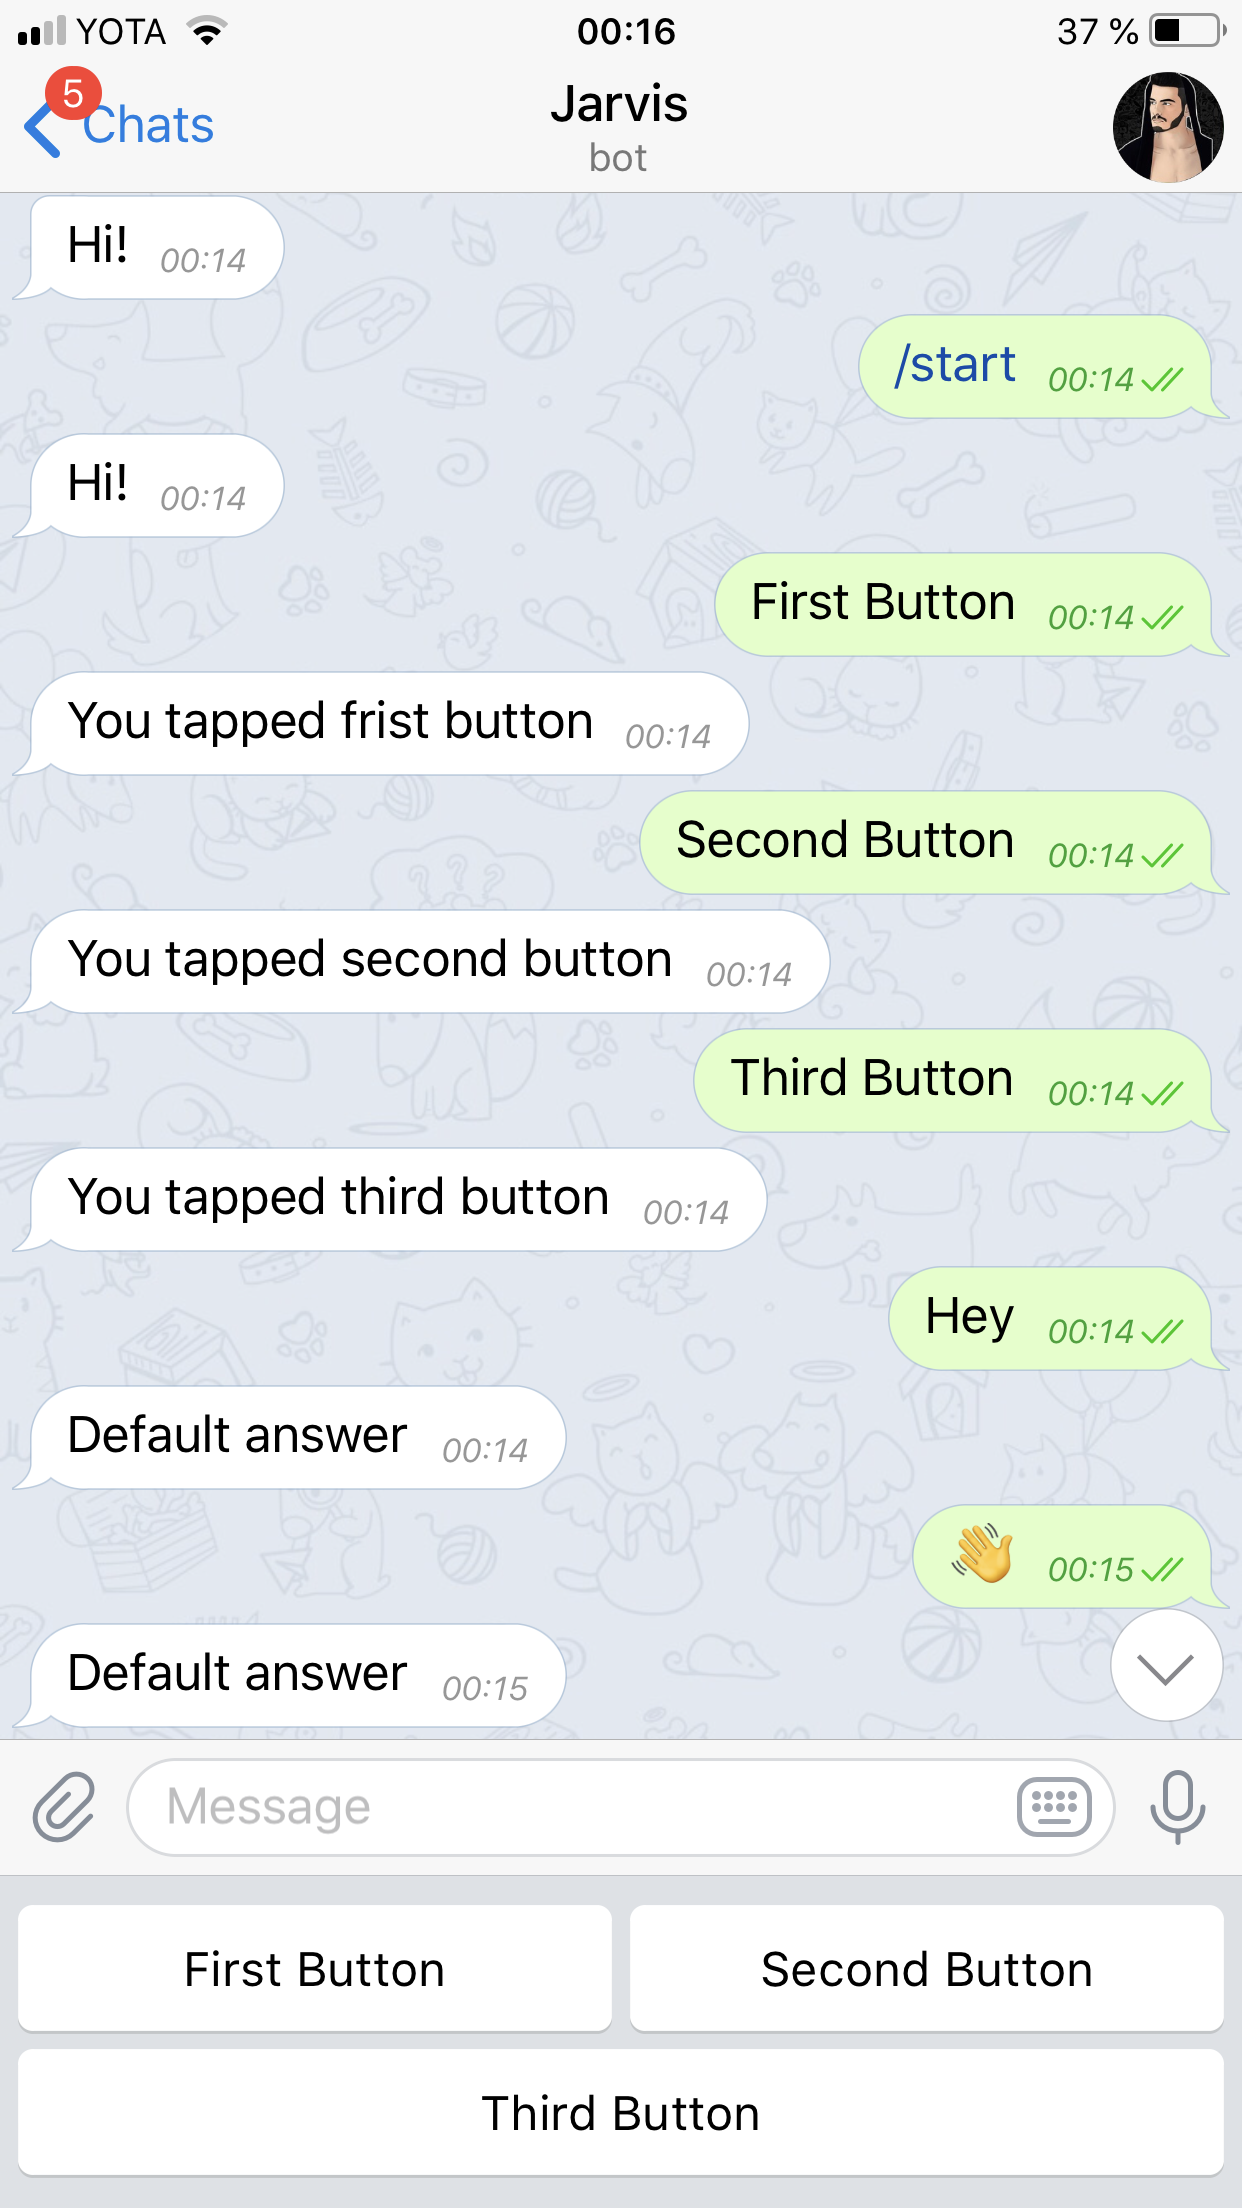 YOTA 00:16 37 %
5
Chats
Jarvis
bot
Hi! 00:14
/start 00:14
Hi! 00:14
First Button 00:14
You tapped frist button 00:14
Second Button 00:14
You tapped second button 00:14
Third Button 00:14
You tapped third button 00:14
Hey 00:14
Default answer 00:14
👋 00:15
Default answer 00:15
Message
First Button Second Button
Third Button